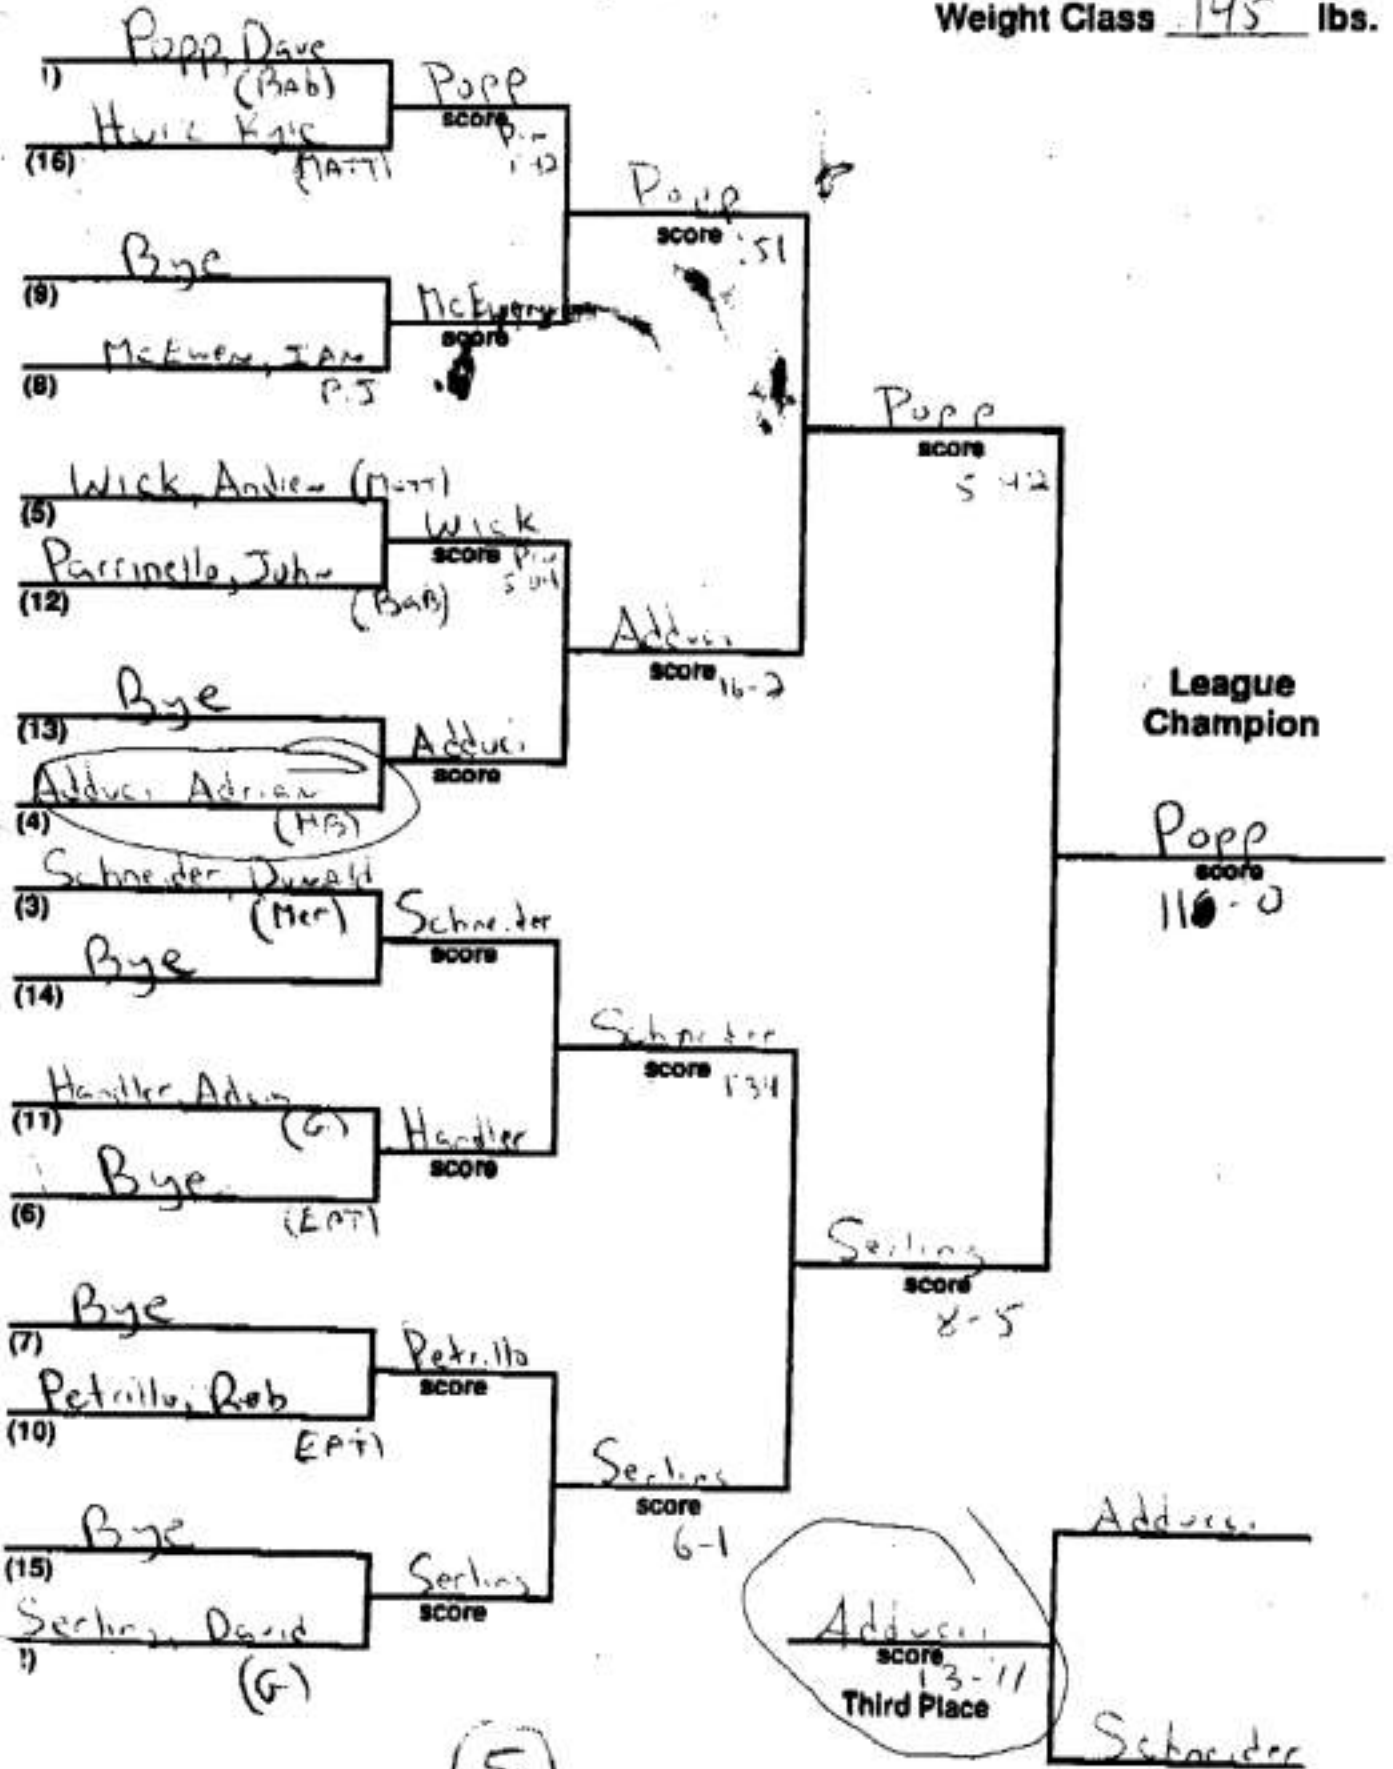 Weight Class 145 lbs.
Popp, Dave
1)
(BAB)
Popp
score
Pin
Kyle
(16)
(MATT)
Popp
score
:51
Bye
(9)
McEwen
score
McEwen, IAN
(8)
P.J
Popp
score
5 42
Wick, Andrew (MATT)
(5)
Wick
score Pin
Parrinello, John
(12)
(BAB)
Adduci
score
16-2
Bye
(13)
Adduci
score
Adduci Adrian
(4)
(HB)
League
Champion
Popp
score
-0
Schneider, Donald
(3)
(Mer)
Schneider
score
Bye
(14)
Schneider
score
1 34
Handler, Adam
(11)
(G)
Handler
score
Bye
(6)
(EPT)
Serling
score
8-5
Bye
(7)
Petrillo
score
Petrillo, Rob
(10)
EPT)
Serling
score
6-1
Bye
(15)
Serling
score
Serling, David
)
(G)
Adduci
Adduci
score
13-11
Third Place
Schneider
(5)